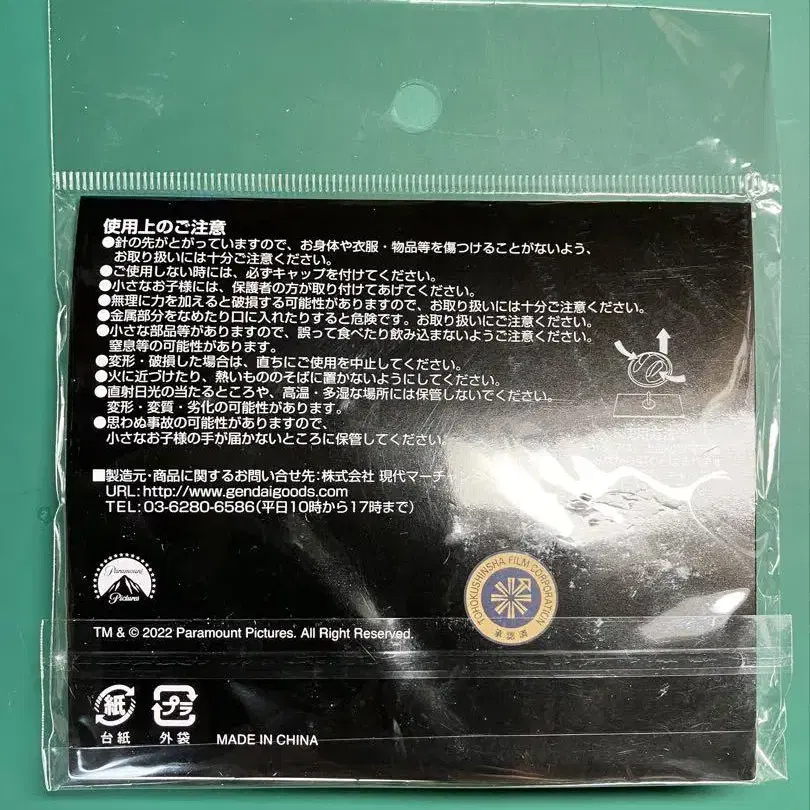 使用上のご注意
●針の先がとがっていますので、お身体や衣服・物品等を傷つけることがないよう、
お取り扱いには十分ご注意ください。
●ご使用しない時には、必ずキャップを付けてください。
●小さなお子様には、保護者の方が取り付けてあげてください。
●無理に力を加えると破損する可能性がありますので、お取り扱いには十分ご注意ください。
●金属部分をなめたり口に入れたりすると危険です。お取り扱いにご注意ください。
●小さな部品等がありますので、誤って食べたり飲み込まないようご注意ください。
窒息等の可能性があります。
●変形・破損した場合は、直ちにご使用を中止してください。
●火に近づけたり、熱いもののそばに置かないようにしてください。
●直射日光の当たるところや、高温・多湿な場所には保管しないでください。
変形・変質・劣化の可能性があります。
●思わぬ事故の可能性がありますので、
小さなお子様の手が届かないところに保管してください。
■製造元・商品に関するお問い合せ先:株式会社 現代マーチャン
URL:http://www.gendaigoods.com
TEL:03-6280-6586(平日10時から17時まで)
Paramount
Pictures
TOHOKUSHINSHA FILM CORPORATION
承認済
TM & © 2022 Paramount Pictures. All Right Reserved.
紙
プラ
台紙
外袋
MADE IN CHINA